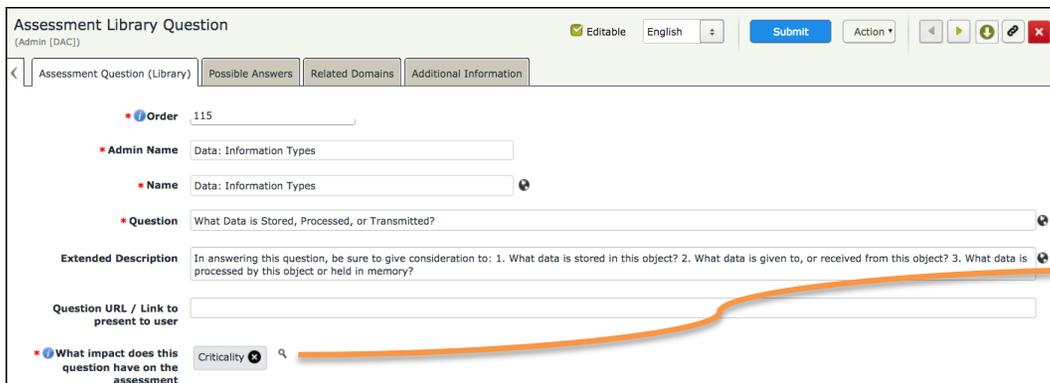 Assessment Library Question
(Admin [DAC])
Editable English Submit Action
Assessment Question (Library) Possible Answers Related Domains Additional Information
* Order 115
* Admin Name Data: Information Types
* Name Data: Information Types
* Question What Data is Stored, Processed, or Transmitted?
Extended Description In answering this question, be sure to give consideration to: 1. What data is stored in this object? 2. What data is given to, or received from this object? 3. What data is
processed by this object or held in memory?
Question URL / Link to
present to user
* What impact does this
question have on the
assessment
Criticality